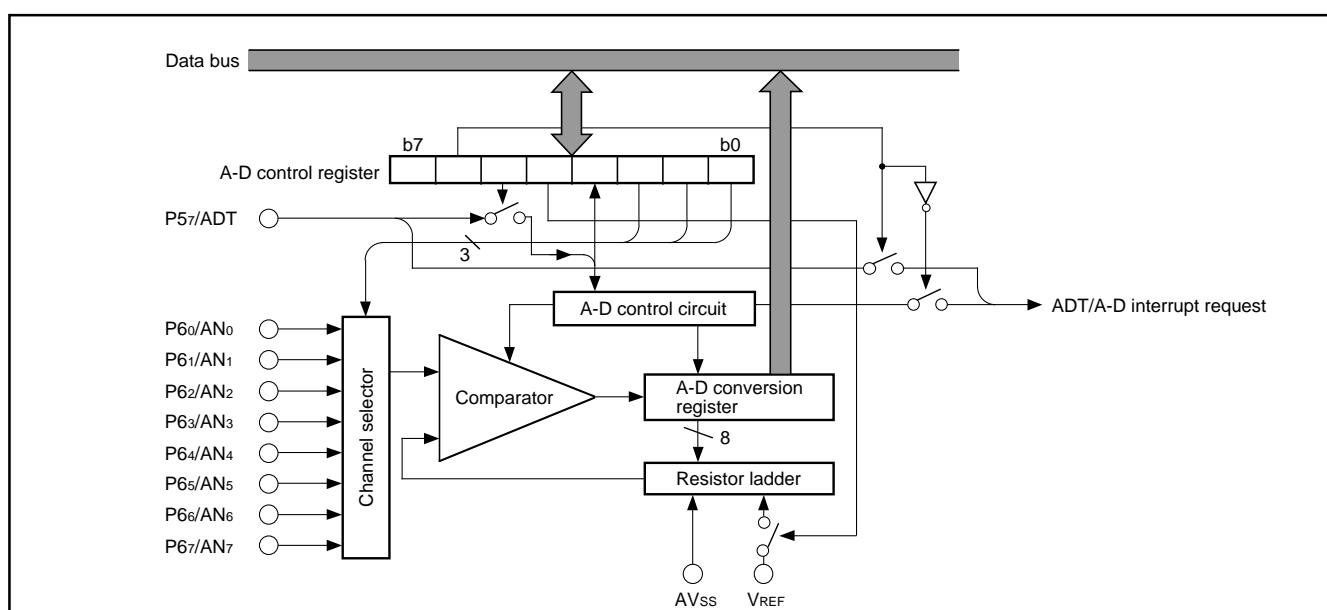 Data bus
b7 b0
A-D control register
P57/ADT
3
A-D control circuit
ADT/A-D interrupt request
P60/AN0
P61/AN1
P62/AN2
P63/AN3
P64/AN4
P65/AN5
P66/AN6
P67/AN7
Channel selector
Comparator
A-D conversion
register
8
Resistor ladder
AVSS VREF